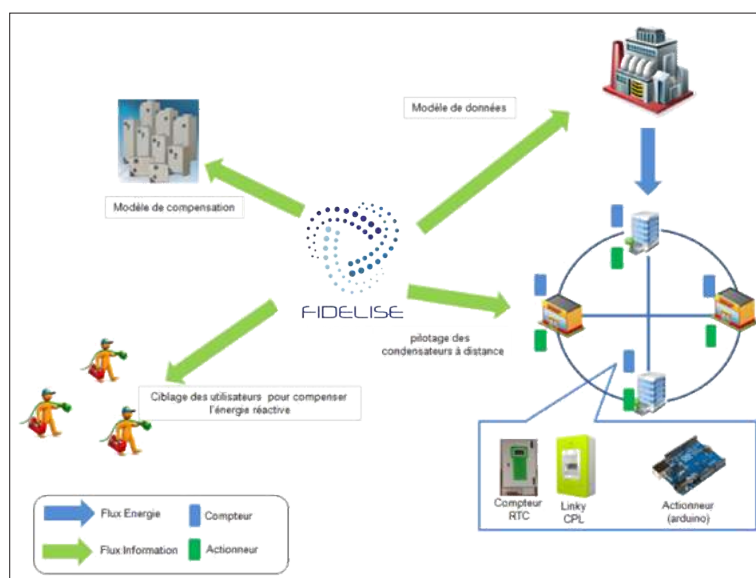 Modèle de données
Modèle de compensation
FIDELISE
pilotage des
condensateurs à distance
Ciblage des utilisateurs pour compenser
l'énergie réactive
Compteur
RTC
Linky
CPL
Actionneur
(arduino)
Flux Energie
Compteur
Flux Information
Actionneur